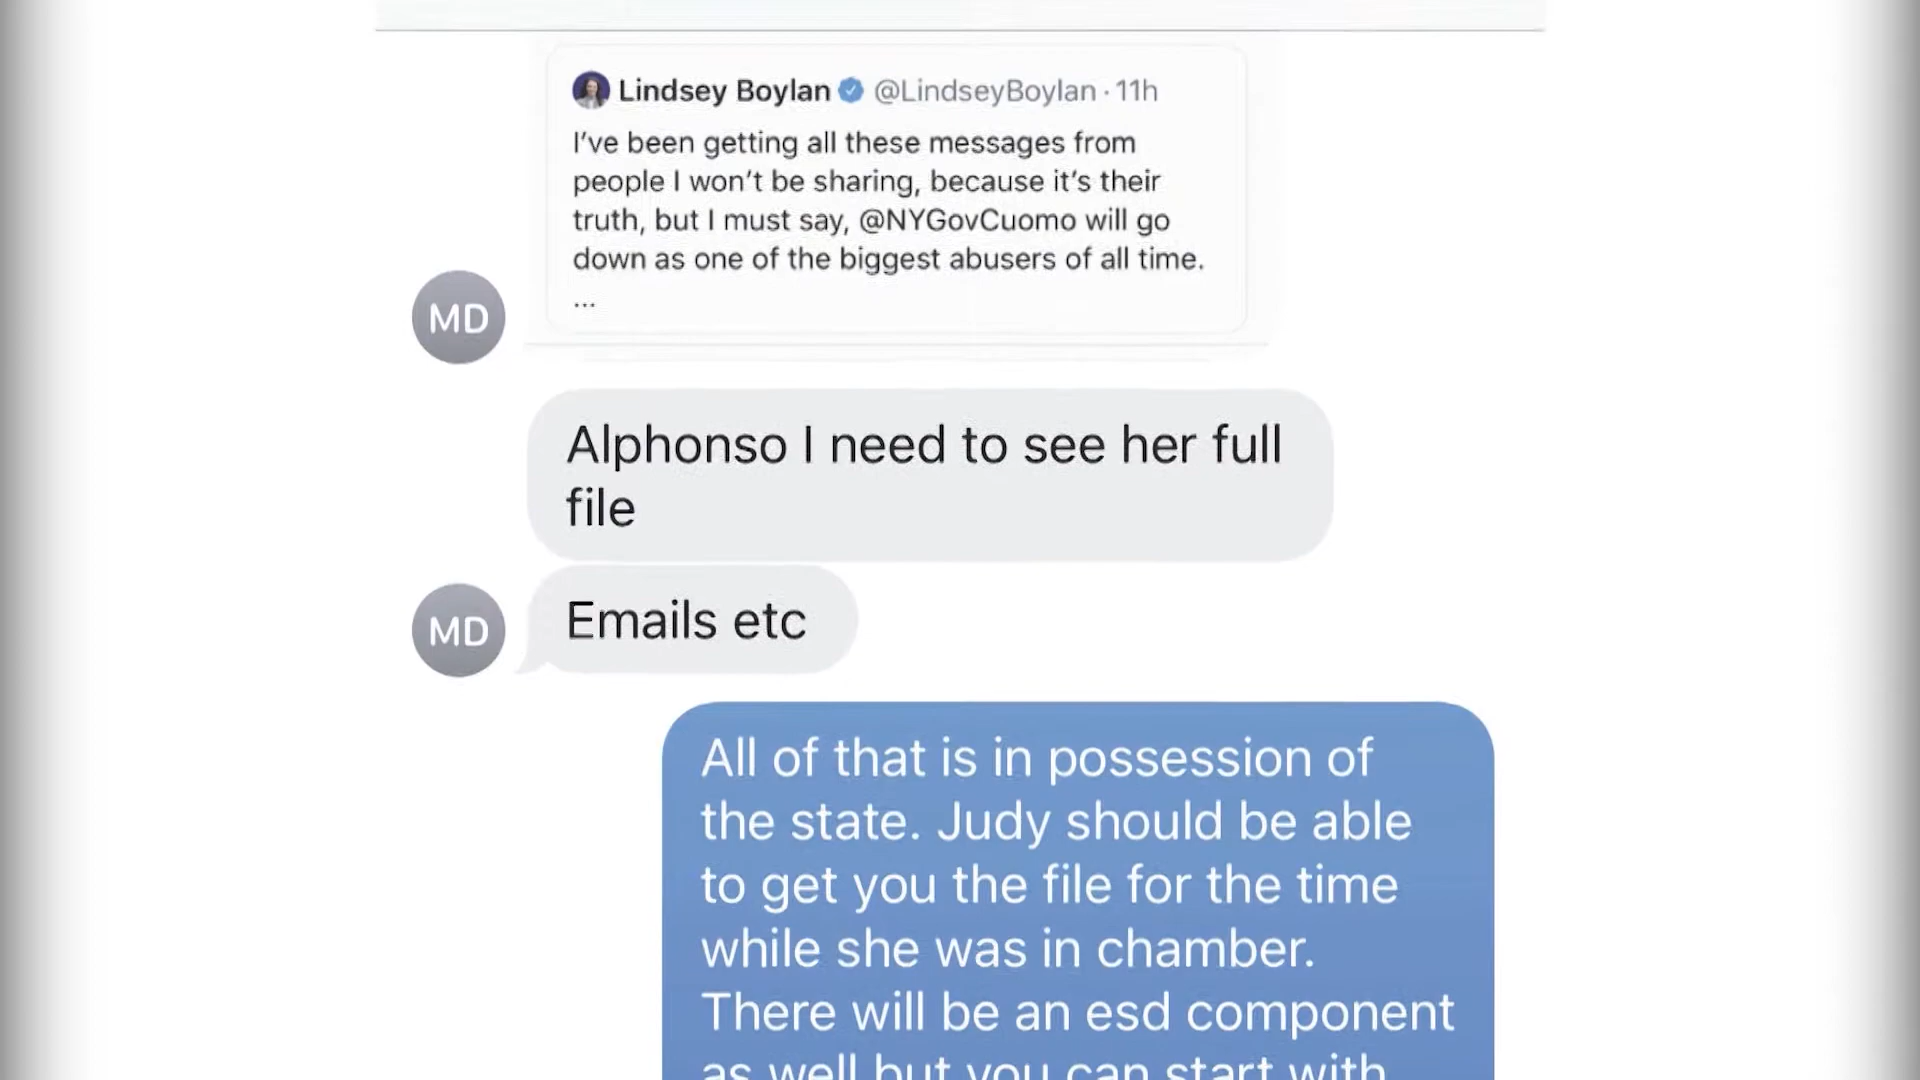 Lindsey Boylan @LindseyBoylan · 11h
I've been getting all these messages from
people I won't be sharing, because it's their
truth, but I must say, @NYGovCuomo will go
down as one of the biggest abusers of all time.
...
MD
Alphonso I need to see her full
file
MD
Emails etc
All of that is in possession of
the state. Judy should be able
to get you the file for the time
while she was in chamber.
There will be an esd component
as well but you can start with